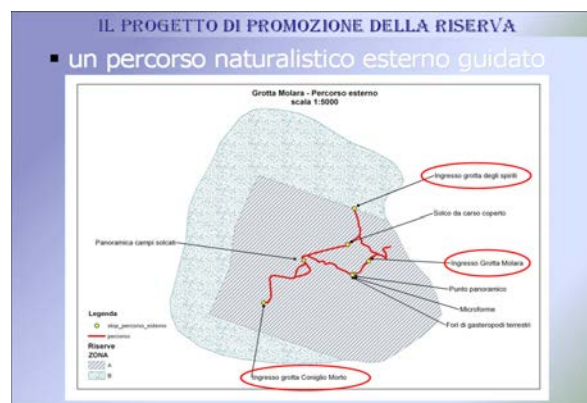 IL PROGETTO DI PROMOZIONE DELLA RISERVA
▪ un percorso naturalistico esterno guidato
Grotta Molara - Percorso esterno
scala 1:5000
Ingresso grotta degli spiriti
Solco da carso coperto
Panoramica campi solcati
Ingresso Grotta Molara
Punto panoramico
Microforme
Fori di gasteropodi terrestri
Legenda
stop_percorso_esterno
percorso
Riserve
ZONA
A
B
Ingresso grotta Coniglio Morto